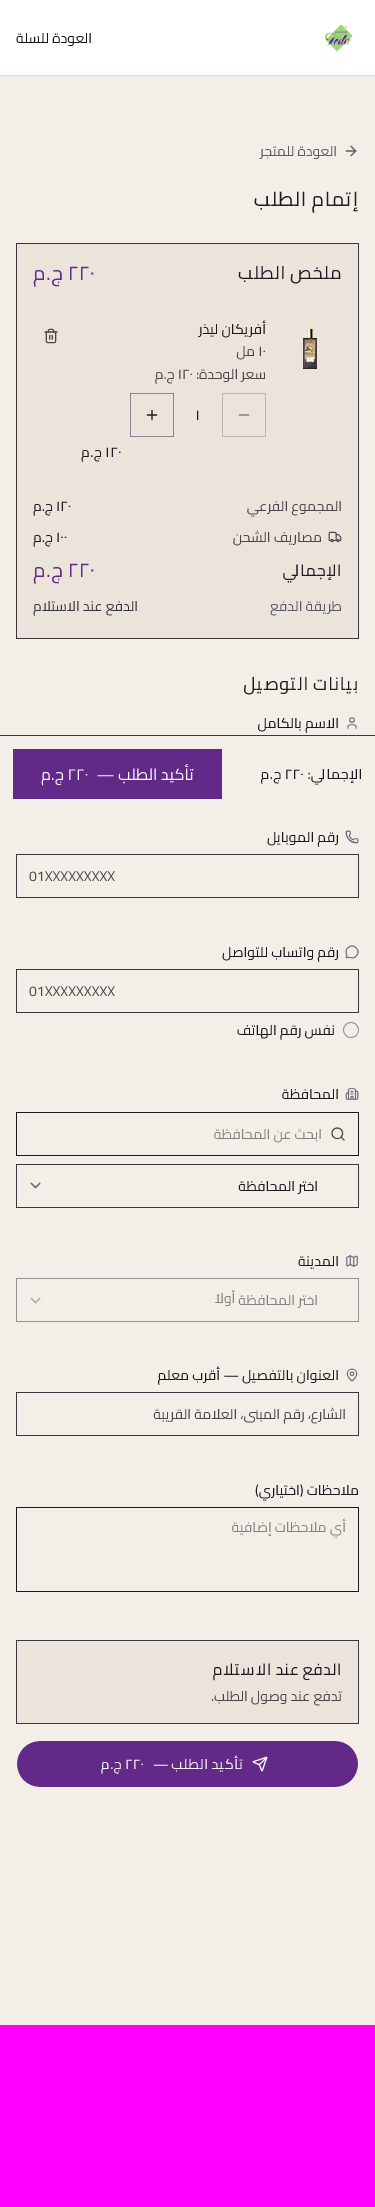 العودة للسلة
العودة للمتجر
إتمام الطلب
ملخص الطلب ٢٢٠ ج.م
أفريكان ليذر
١٠ مل
سعر الوحدة: ١٢٠ ج.م
− ١ +
١٢٠ ج.م
المجموع الفرعي ١٢٠ ج.م
مصاريف الشحن ١٠٠ ج.م
الإجمالي ٢٢٠ ج.م
طريقة الدفع الدفع عند الاستلام
بيانات التوصيل
الاسم بالكامل
الإجمالي: ٢٢٠ ج.م تأكيد الطلب — ٢٢٠ ج.م
رقم الموبايل
01XXXXXXXXX
رقم واتساب للتواصل
01XXXXXXXXX
نفس رقم الهاتف
المحافظة
ابحث عن المحافظة
اختر المحافظة
المدينة
اختر المحافظة أولًا
العنوان بالتفصيل — أقرب معلم
الشارع، رقم المبنى، العلامة القريبة
ملاحظات (اختياري)
أي ملاحظات إضافية
الدفع عند الاستلام
تدفع عند وصول الطلب.
تأكيد الطلب — ٢٢٠ ج.م